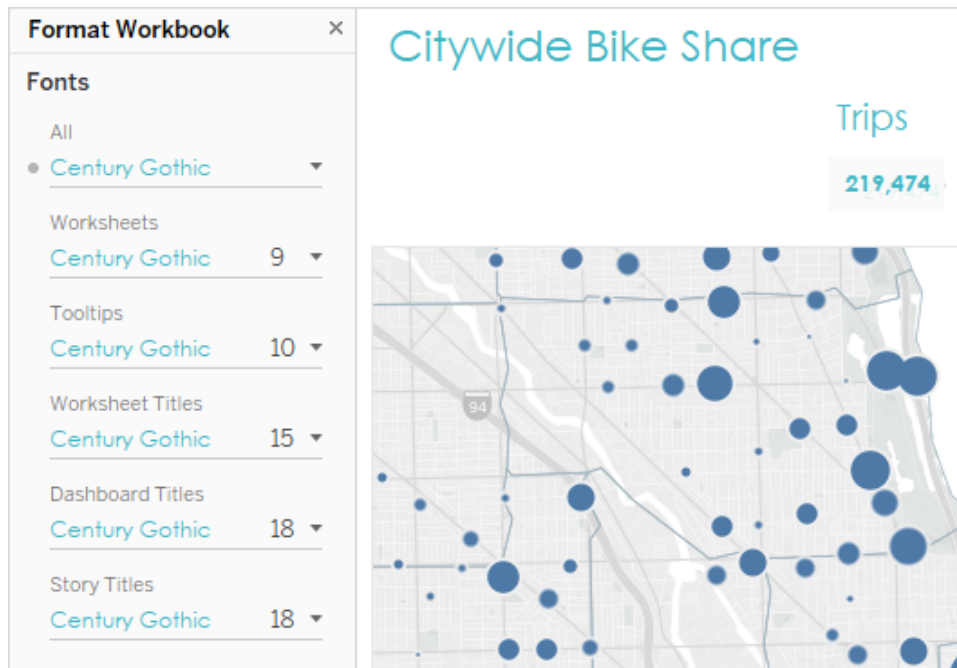 Format Workbook ×
Fonts
All
Century Gothic
Worksheets
Century Gothic 9
Tooltips
Century Gothic 10
Worksheet Titles
Century Gothic 15
Dashboard Titles
Century Gothic 18
Story Titles
Century Gothic 18
Citywide Bike Share
Trips
219,474
94